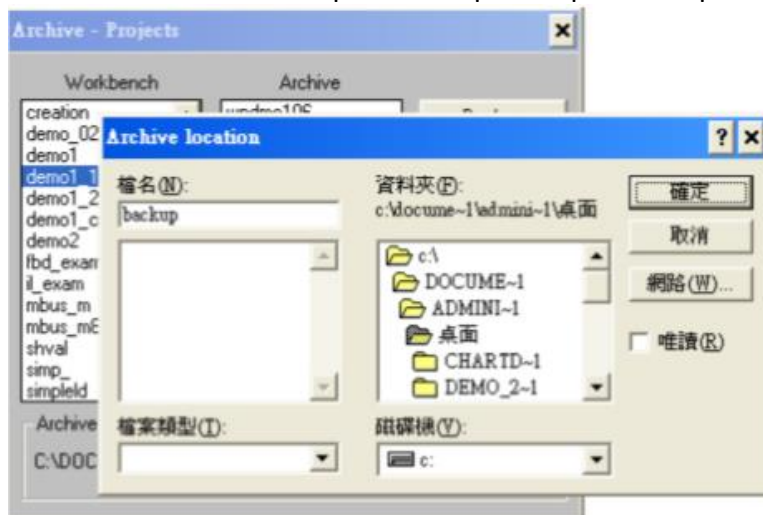 Archive - Projects
Workbench
Archive
creation
demo_02
demo1
demo1_1
demo1_2
demo1_c
demo2
fbd_exam
il_exam
mbus_m
mbus_m8
shval
simp_
simpleld
Archive
C:\DOC
Archive location
檔名(N):
backup
資料夾(F):
c:\docume~1\admini~1\桌面
c:\
DOCUME~1
ADMINI~1
桌面
CHARTD~1
DEMO_2~1
確定
取消
網路(W)...
唯讀(R)
檔案類型(T):
磁碟機(V):
c: